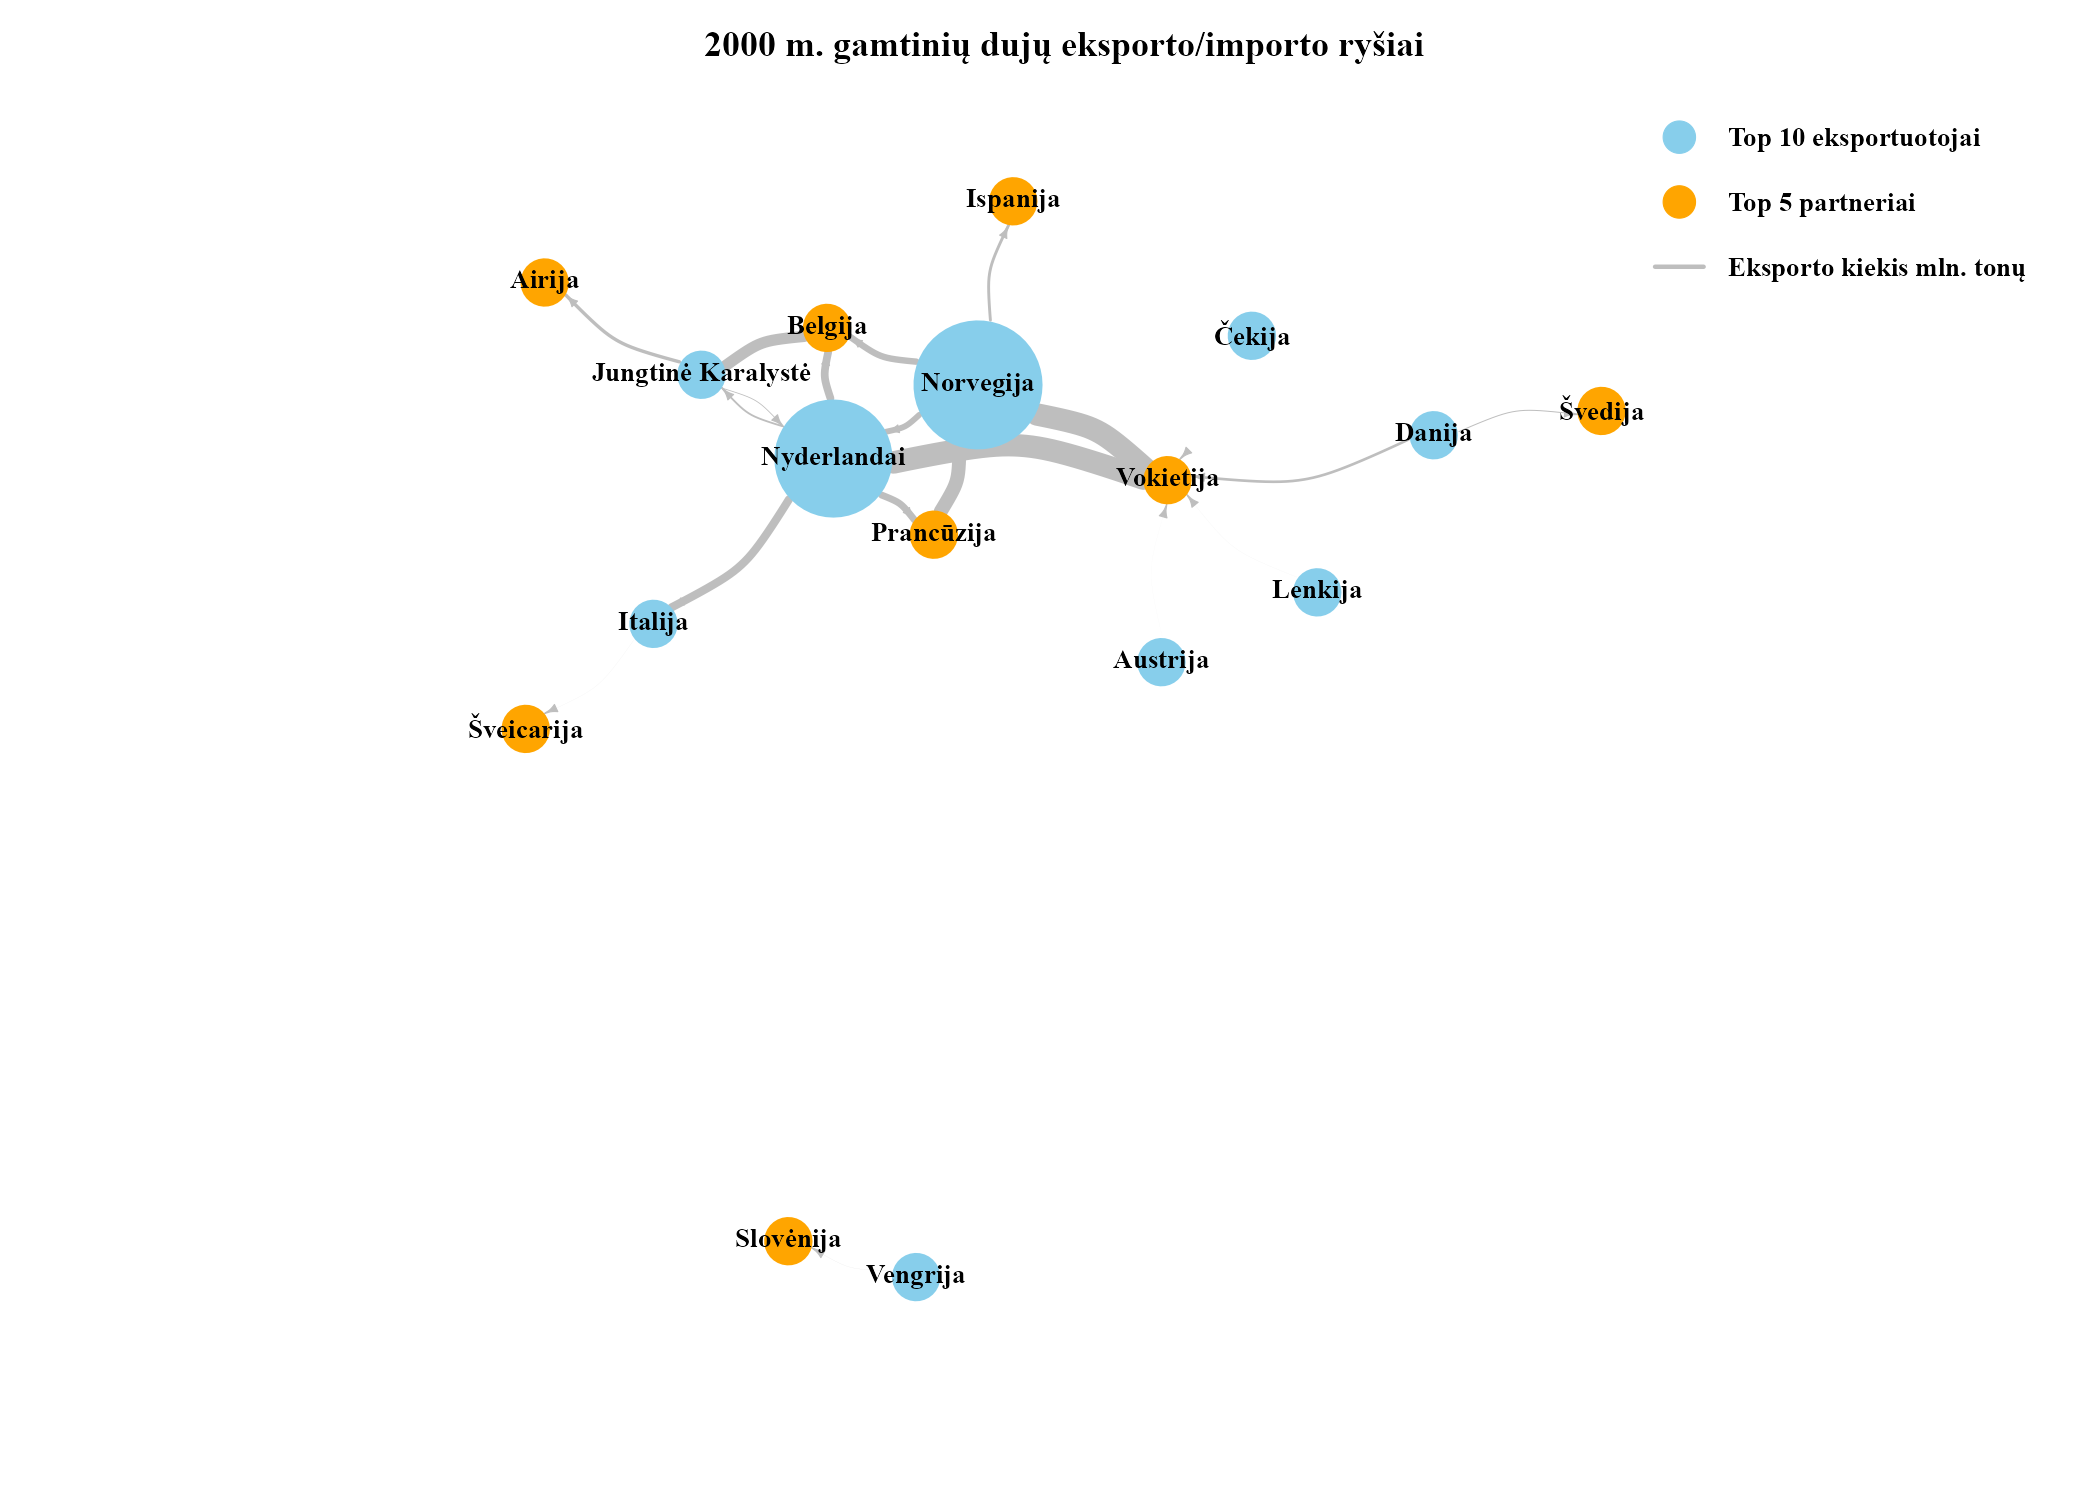 2000 m. gamtinių dujų eksporto/importo ryšiai
Top 10 eksportuotojai
Top 5 partneriai
Eksporto kiekis mln. tonų
Ispanija
Airija
Belgija
Čekija
Jungtinė Karalystė
Norvegija
Švedija
Danija
Nyderlandai
Vokietija
Prancūzija
Lenkija
Italija
Austrija
Šveicarija
Slovėnija
Vengrija